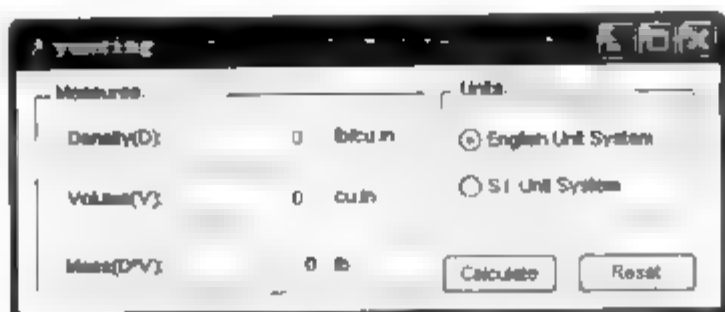 Measures
Units
Density(D): 0 lb/cu.in
English Unit System
Volume(V): 0 cu.in
S.I Unit System
Mass(D*V): 0 lb
Calculate
Reset